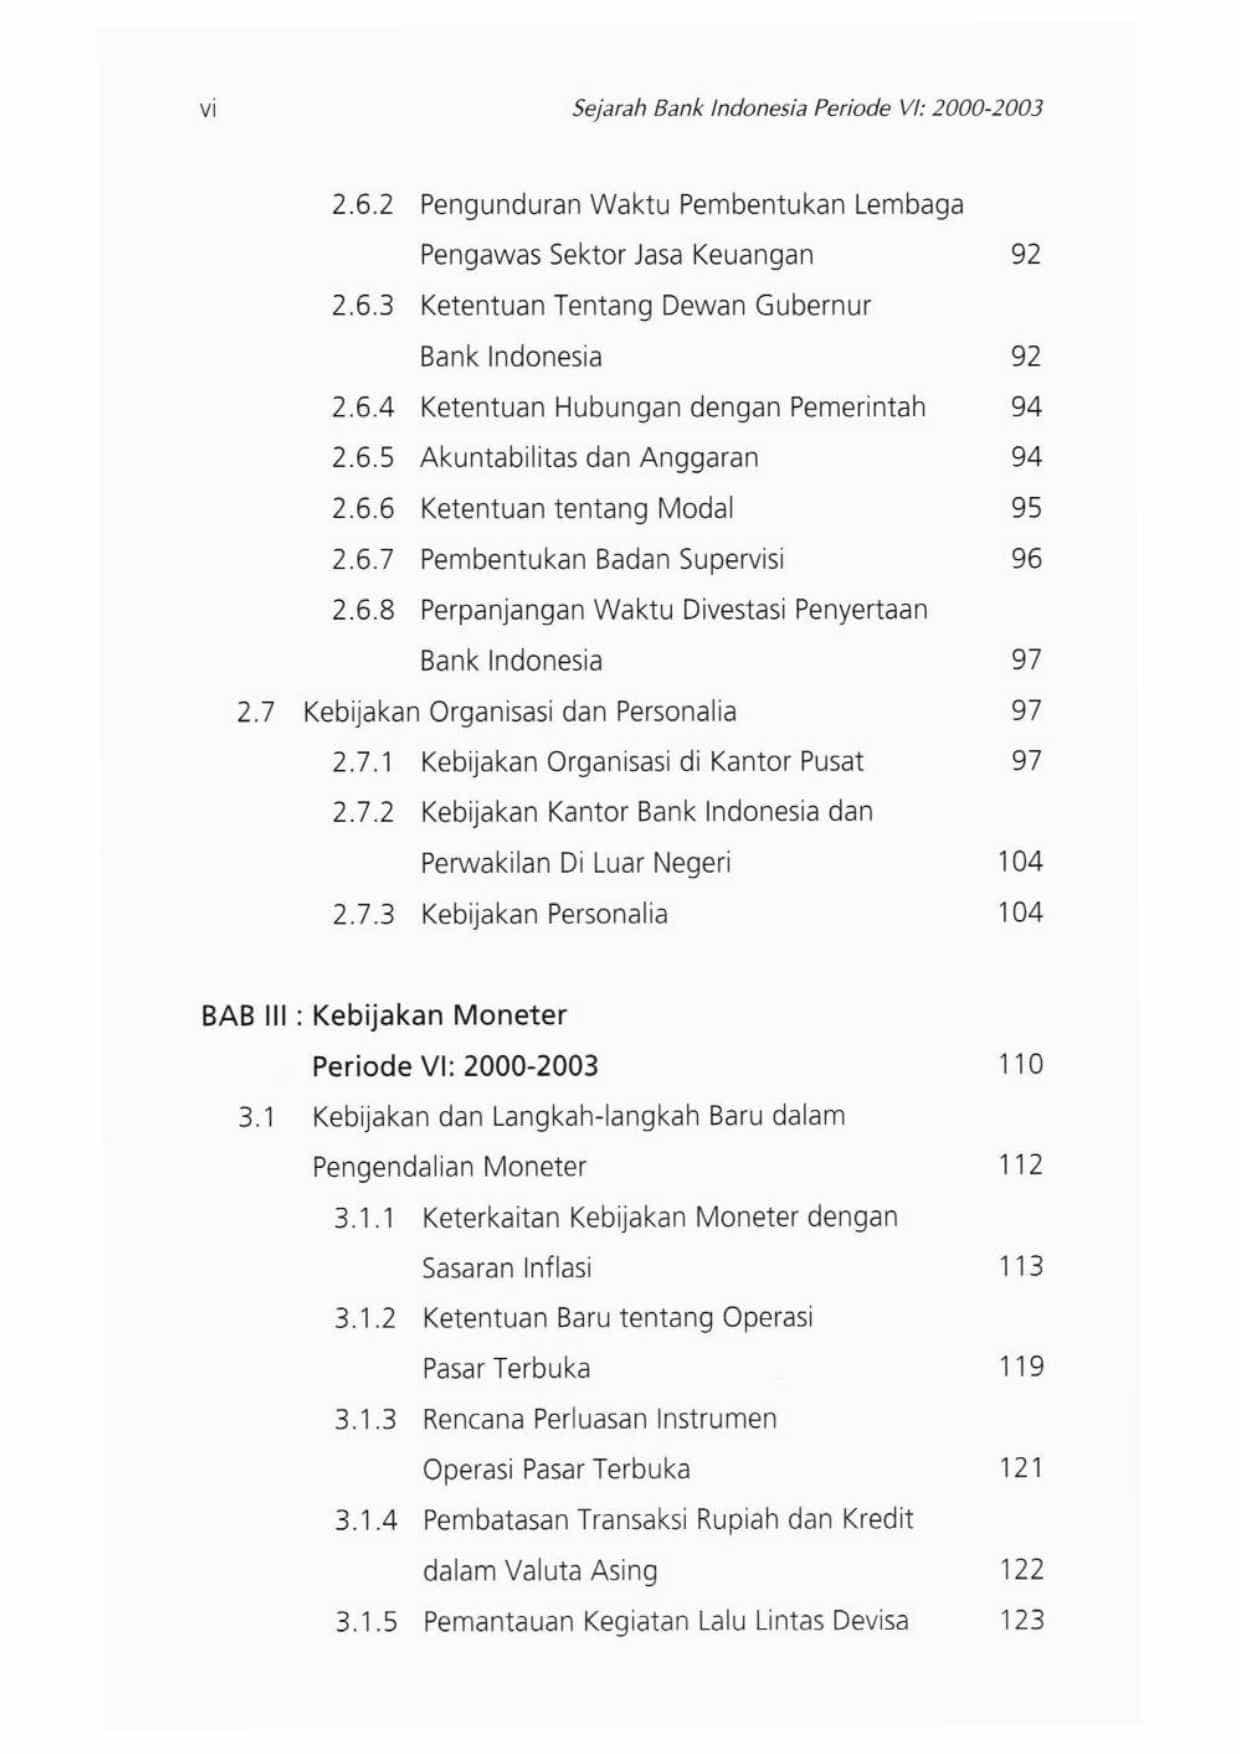 vi Sejarah Bank Indonesia Periode VI: 2000-2003
2.6.2 Pengunduran Waktu Pembentukan Lembaga
Pengawas Sektor Jasa Keuangan 92
2.6.3 Ketentuan Tentang Dewan Gubernur
Bank Indonesia 92
2.6.4 Ketentuan Hubungan dengan Pemerintah 94
2.6.5 Akuntabilitas dan Anggaran 94
2.6.6 Ketentuan tentang Modal 95
2.6.7 Pembentukan Badan Supervisi 96
2.6.8 Perpanjangan Waktu Divestasi Penyertaan
Bank Indonesia 97
2.7 Kebijakan Organisasi dan Personalia 97
2.7.1 Kebijakan Organisasi di Kantor Pusat 97
2.7.2 Kebijakan Kantor Bank Indonesia dan
Perwakilan Di Luar Negeri 104
2.7.3 Kebijakan Personalia 104
BAB III : Kebijakan Moneter
Periode VI: 2000-2003 110
3.1 Kebijakan dan Langkah-langkah Baru dalam
Pengendalian Moneter 112
3.1.1 Keterkaitan Kebijakan Moneter dengan
Sasaran Inflasi 113
3.1.2 Ketentuan Baru tentang Operasi
Pasar Terbuka 119
3.1.3 Rencana Perluasan Instrumen
Operasi Pasar Terbuka 121
3.1.4 Pembatasan Transaksi Rupiah dan Kredit
dalam Valuta Asing 122
3.1.5 Pemantauan Kegiatan Lalu Lintas Devisa 123